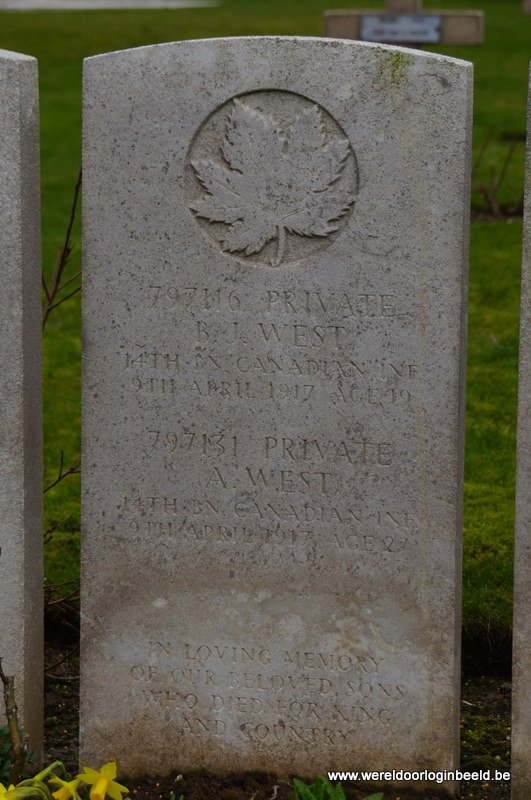 797116 PRIVATE
B. J. WEST
14TH BN. CANADIAN INF.
9TH APRIL 1917 AGE 19
797131 PRIVATE
A. WEST
14TH BN. CANADIAN INF.
9TH APRIL 1917 AGE 27
IN LOVING MEMORY
OF OUR BELOVED SONS
WHO DIED FOR KING
AND COUNTRY
www.wereldoorloginbeeld.be